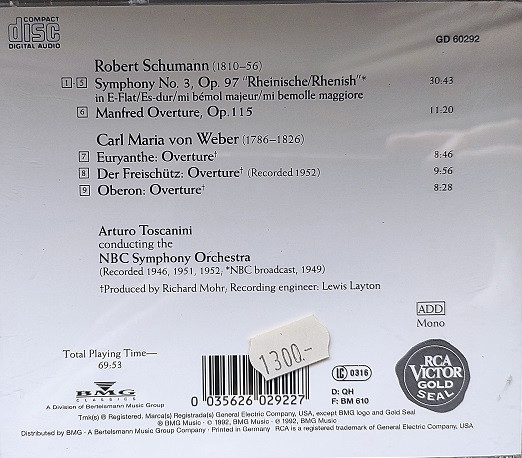 COMPACT
disc
DIGITAL AUDIO
GD 60292
Robert Schumann (1810–56)
1 - 5 Symphony No. 3, Op. 97 "Rheinische/Rhenish"* 30:43
in E-Flat/Es-dur/mi bémol majeur/mi bemolle maggiore
6 Manfred Overture, Op. 115 11:20
Carl Maria von Weber (1786–1826)
7 Euryanthe: Overture† 8:46
8 Der Freischütz: Overture† (Recorded 1952) 9:56
9 Oberon: Overture† 8:28
Arturo Toscanini
conducting the
NBC Symphony Orchestra
(Recorded 1946, 1951, 1952, *NBC broadcast, 1949)
†Produced by Richard Mohr, Recording engineer: Lewis Layton
ADD
Mono
Total Playing Time—
69:53
1300.-
LC 0316
RCA
VICTOR
GOLD
SEAL
BMG
CLASSICS
A Division of Bertelsmann Music Group
0 035626 029227
D: QH
F: BM 610
Tmk(s) ® Registered, Marca(s) Registrada(s) General Electric Company, USA, except BMG logo and Gold Seal
® BMG Music · © 1992, BMG Music · ℗ 1992, BMG Music
Distributed by BMG · A Bertelsmann Music Group Company · Printed in Germany RCA is a registered trademark of General Electric Company, USA